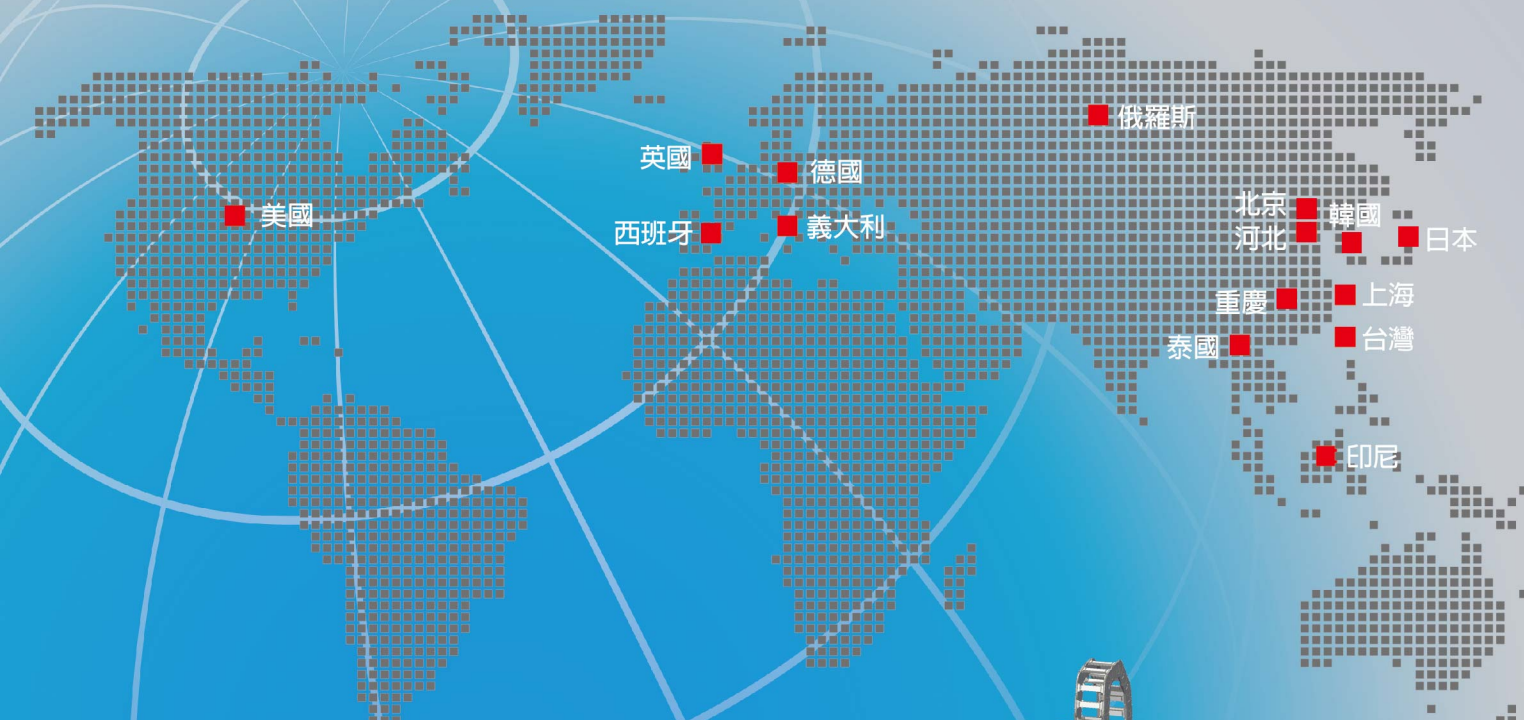 俄羅斯
英國
德國
美國
西班牙
義大利
北京
韓國
河北
日本
重慶
上海
泰國
台灣
印尼